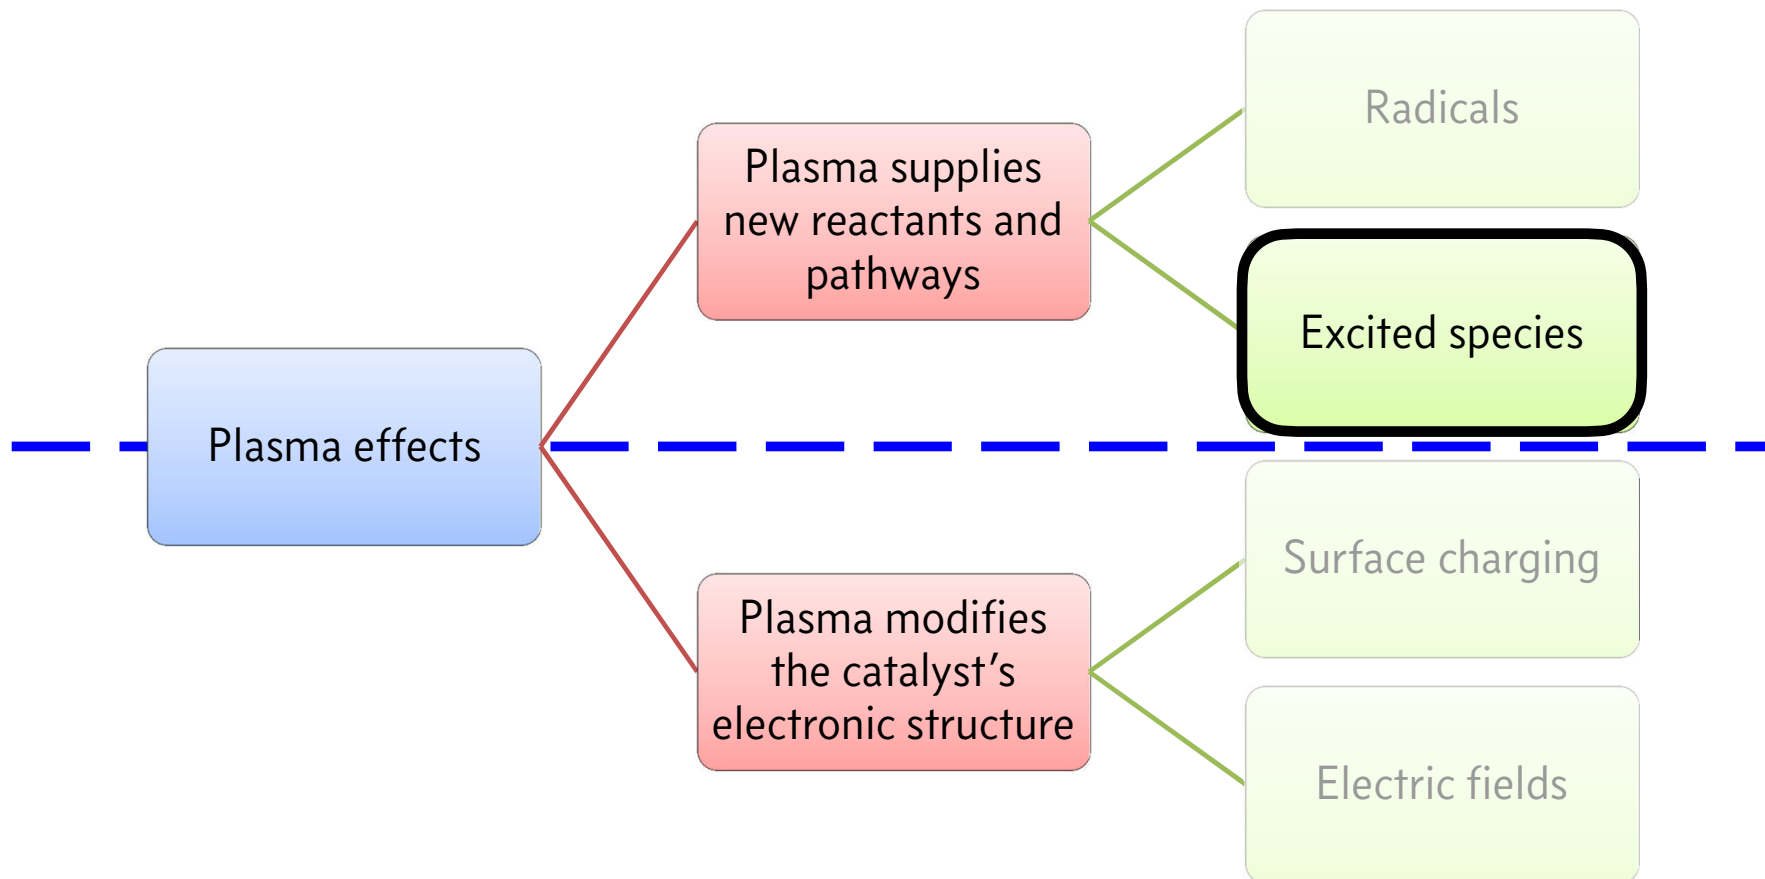 Plasma effects
Plasma supplies
new reactants and
pathways
Radicals
Excited species
Plasma modifies
the catalyst’s
electronic structure
Surface charging
Electric fields